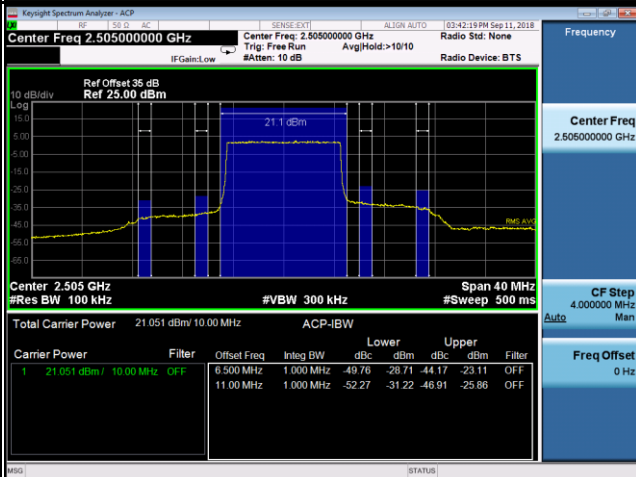 Keysight Spectrum Analyzer - ACP
RF 50 Ω AC SENSE:EXT ALIGN AUTO 03:42:19 PM Sep 11, 2018
Center Freq 2.505000000 GHz
Center Freq: 2.505000000 GHz
Radio Std: None
Trig: Free Run Avg|Hold:>10/10
IFGain:Low #Atten: 10 dB Radio Device: BTS
Ref Offset 35 dB
10 dB/div Ref 25.00 dBm
Log
15.0
5.00
-5.00
-15.0
-25.0
-35.0
-45.0
-55.0
-65.0
21.1 dBm
RMS AVG
Center 2.505 GHz Span 40 MHz
#Res BW 100 kHz #VBW 300 kHz #Sweep 500 ms
Total Carrier Power 21.051 dBm/ 10.00 MHz ACP-IBW
Lower Upper
Carrier Power Filter Offset Freq Integ BW dBc dBm dBc dBm Filter
1 21.051 dBm / 10.00 MHz OFF 6.500 MHz 1.000 MHz -49.76 -28.71 -44.17 -23.11 OFF
11.00 MHz 1.000 MHz -52.27 -31.22 -46.91 -25.86 OFF
MSG STATUS
Frequency
Center Freq
2.505000000 GHz
CF Step
4.000000 MHz
Auto Man
Freq Offset
0 Hz